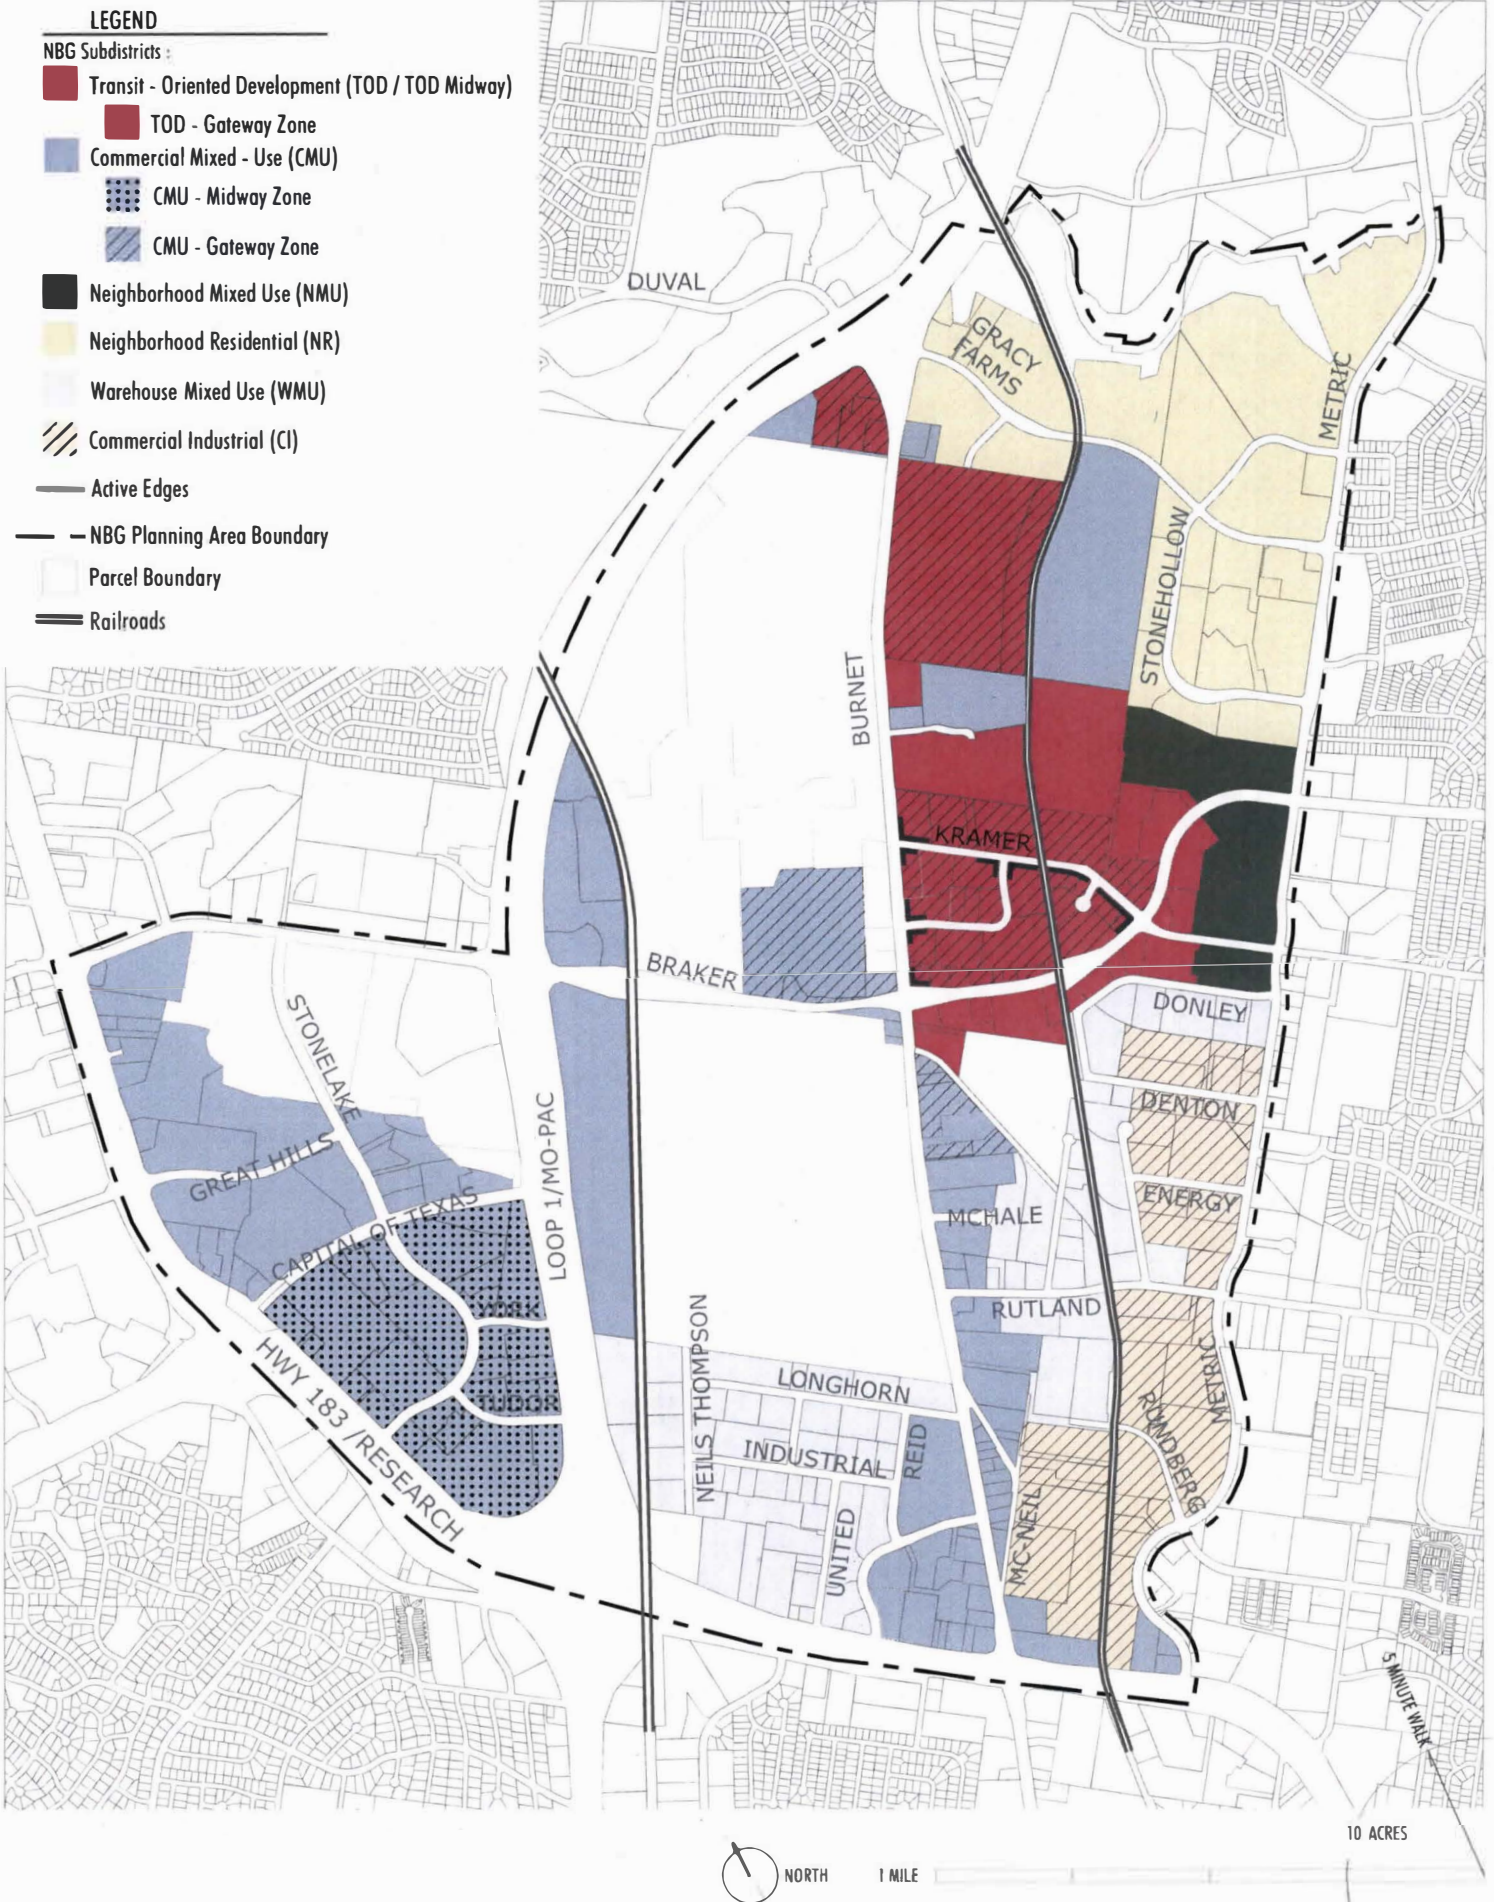 LEGEND
NBG Subdistricts :
Transit - Oriented Development (TOD / TOD Midway)
TOD - Gateway Zone
Commercial Mixed - Use (CMU)
CMU - Midway Zone
CMU - Gateway Zone
Neighborhood Mixed Use (NMU)
Neighborhood Residential (NR)
Warehouse Mixed Use (WMU)
Commercial Industrial (CI)
Active Edges
NBG Planning Area Boundary
Parcel Boundary
Railroads
DUVAL
GRACY
FARMS
METRIC
STONEHOLLOW
BURNET
KRAMER
BRAKER
DONLEY
STONELAKE
DENTON
GREAT HILLS
ENERGY
CAPITAL OF TEXAS
LOOP 1/MO-PAC
MCHALE
YORK
RUTLAND
HWY 183 /RESEARCH
NEILS THOMPSON
LONGHORN
METRIC
TUDOR
RUNDBERG
INDUSTRIAL
REID
MC-NEIL
UNITED
5 MINUTE WALK
10 ACRES
NORTH
1 MILE